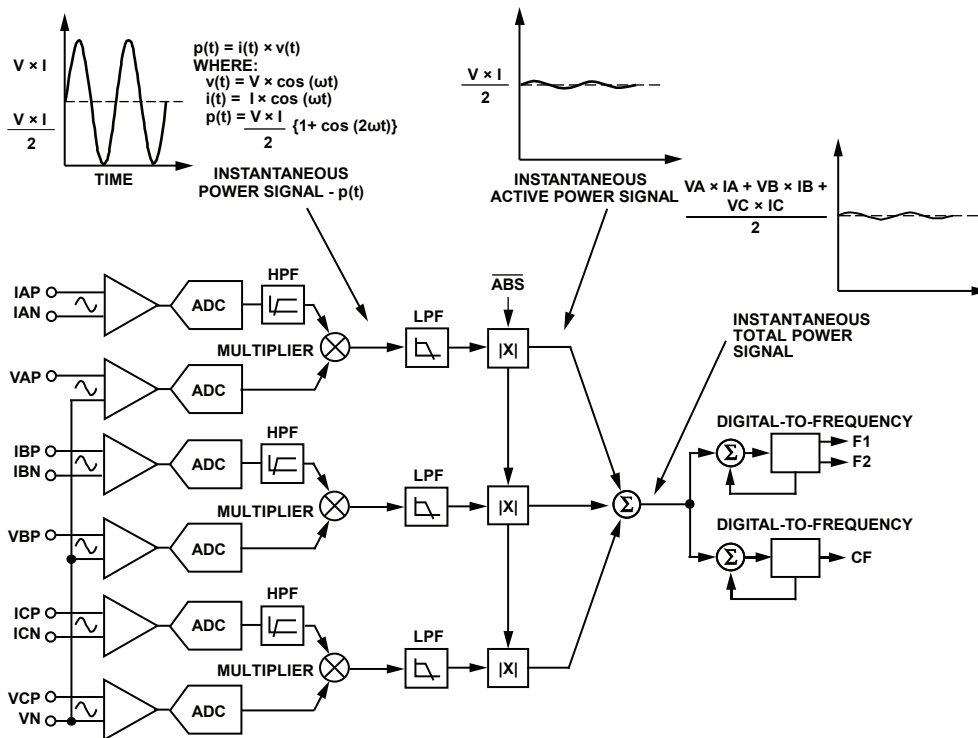 V × I
V × I
2
TIME
p(t) = i(t) × v(t)
WHERE:
v(t) = V × cos (ωt)
i(t) = I × cos (ωt)
p(t) = V × I
2
{1+ cos (2ωt)}
INSTANTANEOUS
POWER SIGNAL - p(t)
V × I
2
INSTANTANEOUS
ACTIVE POWER SIGNAL
VA × IA + VB × IB +
VC × IC
2
INSTANTANEOUS
TOTAL POWER
SIGNAL
IAP
IAN
ADC
HPF
MULTIPLIER
LPF
ABS
|X|
VAP
ADC
IBP
IBN
ADC
HPF
MULTIPLIER
LPF
|X|
VBP
ADC
ICP
ICN
ADC
HPF
MULTIPLIER
LPF
|X|
VCP
VN
ADC
Σ
DIGITAL-TO-FREQUENCY
Σ
F1
F2
DIGITAL-TO-FREQUENCY
Σ
CF